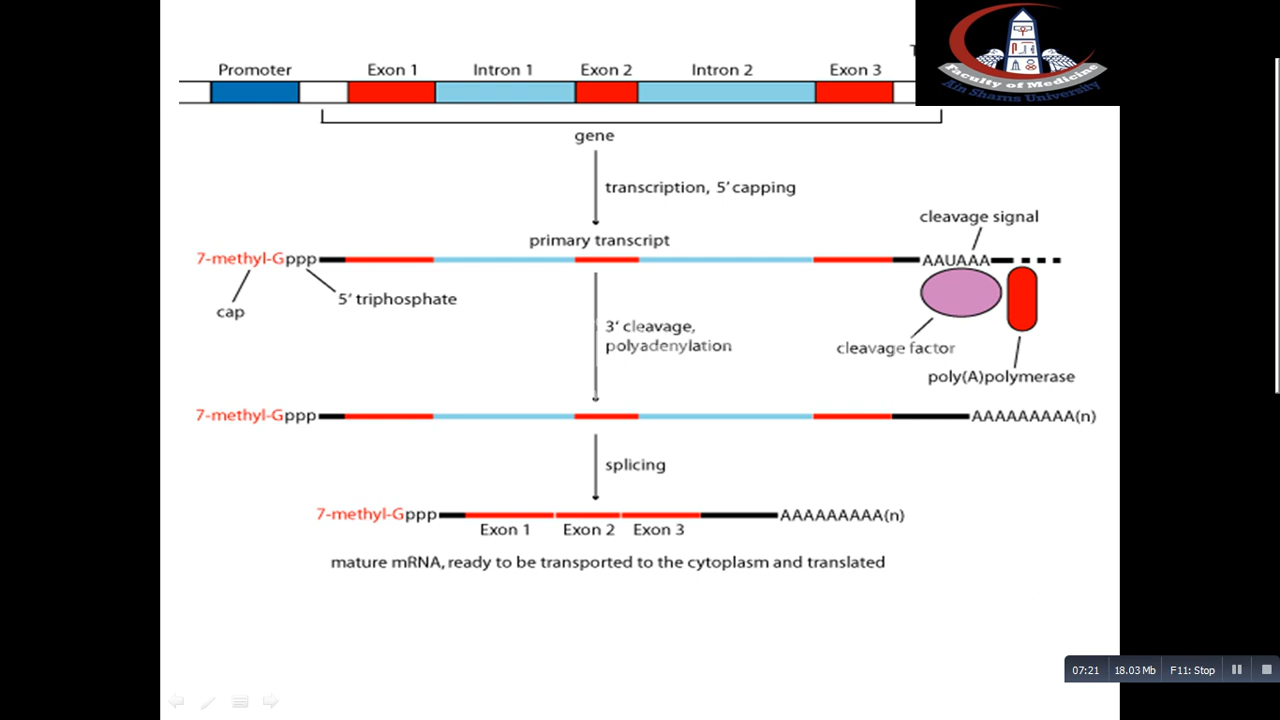 Promoter
Exon 1
Intron 1
Exon 2
Intron 2
Exon 3
T
Faculty of Medicine
Ain Shams University
gene
transcription, 5’ capping
cleavage signal
primary transcript
7-methyl-Gppp
AAUAAA
cap
5’ triphosphate
3’ cleavage,
polyadenylation
cleavage factor
poly(A)polymerase
7-methyl-Gppp
AAAAAAAAA(n)
splicing
7-methyl-Gppp
AAAAAAAAA(n)
Exon 1
Exon 2
Exon 3
mature mRNA, ready to be transported to the cytoplasm and translated
07:21
18.03 Mb
F11: Stop